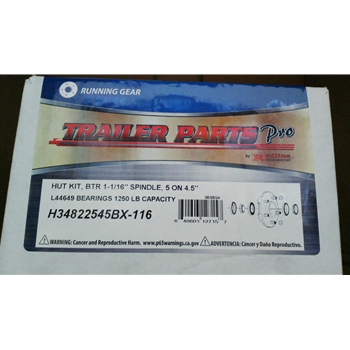 RUNNING GEAR
TRAILER PARTS Pro
by
HUT KIT, BTR 1-1/16" SPINDLE, 5 ON 4.5"
L44649 BEARINGS 1250 LB CAPACITY
H34822545BX-116
WARNING: Cancer and Reproductive Harm. www.p65warnings.ca.gov ADVERTENCIA: Cáncer y Daño Reproductivo.